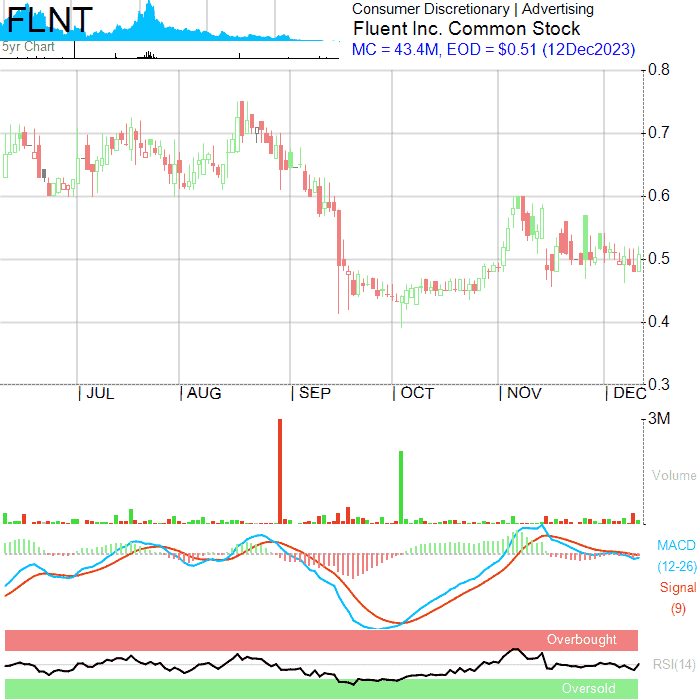 FLNT
5yr Chart
Consumer Discretionary | Advertising
Fluent Inc. Common Stock
MC = 43.4M, EOD = $0.51 (12Dec2023)
0.8
0.7
0.6
0.5
0.4
0.3
JUL AUG SEP OCT NOV DEC
3M
Volume
MACD
(12-26)
Signal
(9)
Overbought
RSI(14)
Oversold